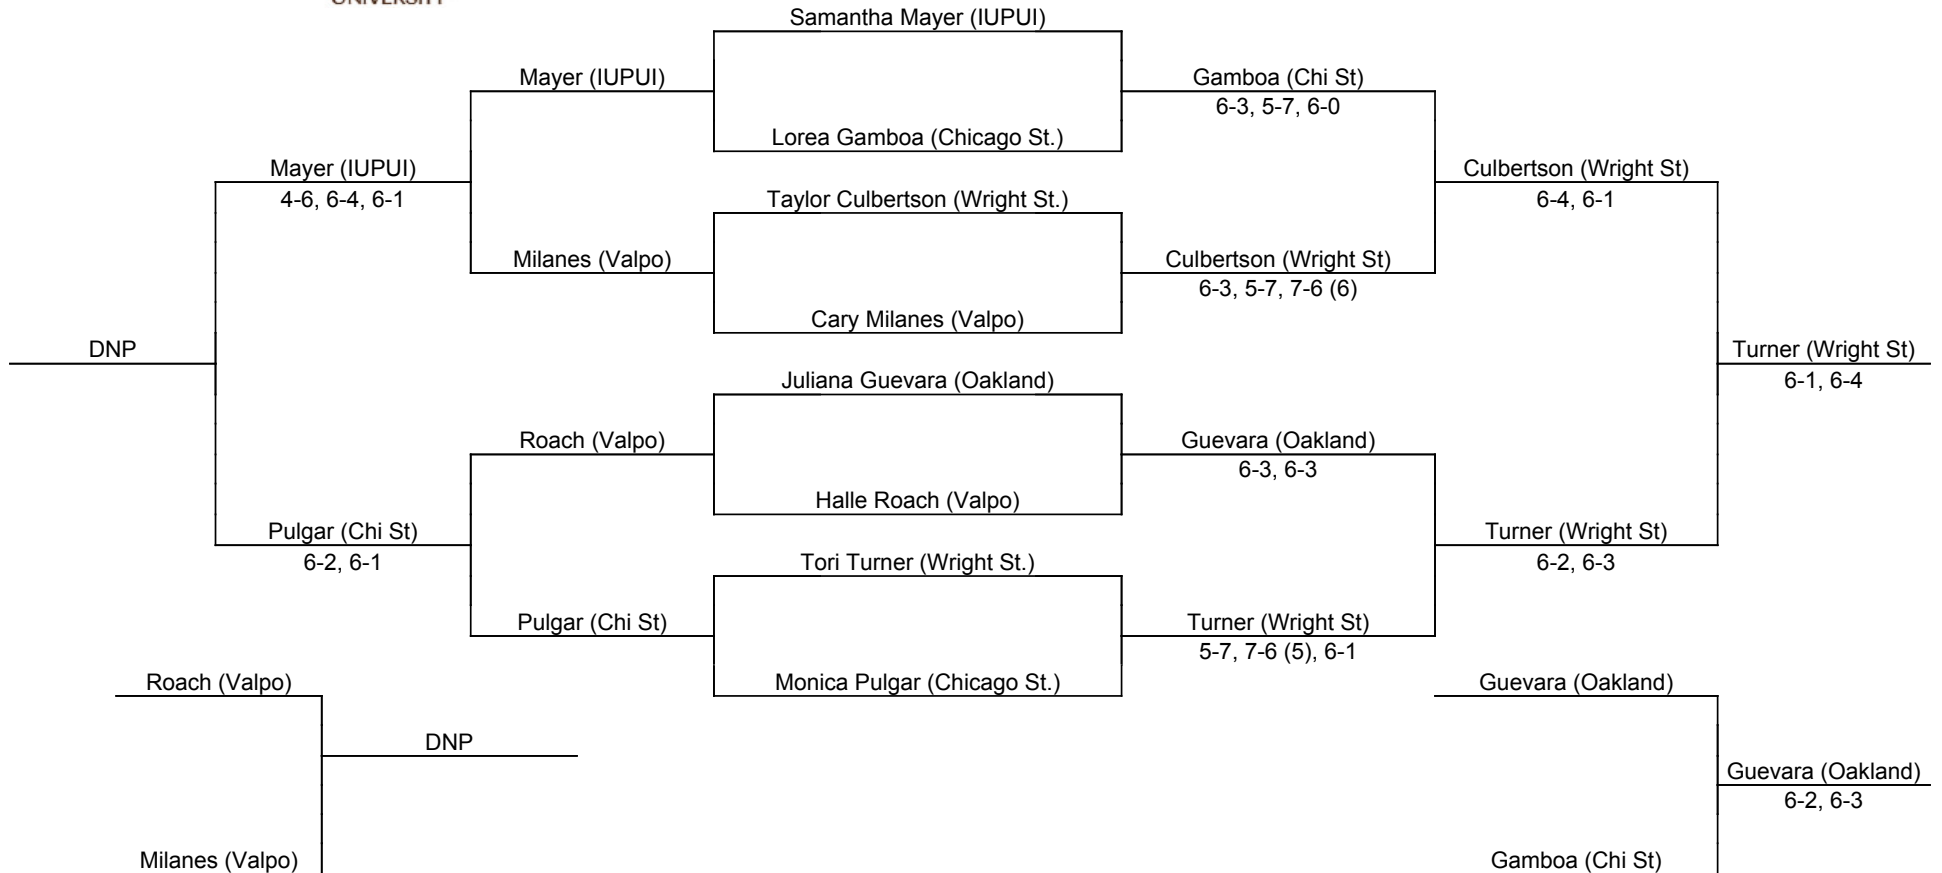 UNIVERSITY
Samantha Mayer (IUPUI)
Mayer (IUPUI)
Gamboa (Chi St)
6-3, 5-7, 6-0
Lorea Gamboa (Chicago St.)
Mayer (IUPUI)
Culbertson (Wright St)
4-6, 6-4, 6-1
Taylor Culbertson (Wright St.)
6-4, 6-1
Milanes (Valpo)
Culbertson (Wright St)
6-3, 5-7, 7-6 (6)
Cary Milanes (Valpo)
DNP
Turner (Wright St)
Juliana Guevara (Oakland)
6-1, 6-4
Roach (Valpo)
Guevara (Oakland)
6-3, 6-3
Halle Roach (Valpo)
Pulgar (Chi St)
Turner (Wright St)
6-2, 6-1
Tori Turner (Wright St.)
6-2, 6-3
Pulgar (Chi St)
Turner (Wright St)
5-7, 7-6 (5), 6-1
Roach (Valpo)
Monica Pulgar (Chicago St.)
Guevara (Oakland)
DNP
Guevara (Oakland)
6-2, 6-3
Milanes (Valpo)
Gamboa (Chi St)